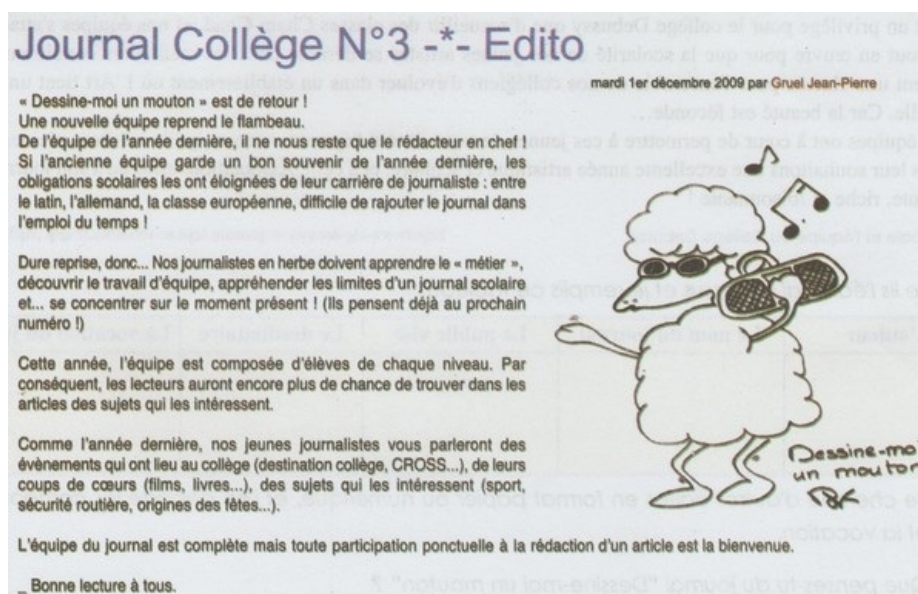 Journal Collège N°3 -* Edito
mardi 1er décembre 2009 par Gruel Jean-Pierre
« Dessine-moi un mouton » est de retour !
Une nouvelle équipe reprend le flambeau.
De l'équipe de l'année dernière, il ne nous reste que le rédacteur en chef !
Si l'ancienne équipe garde un bon souvenir de l'année dernière, les
obligations scolaires les ont éloignées de leur carrière de journaliste : entre
le latin, l'allemand, la classe européenne, difficile de rajouter le journal dans
l'emploi du temps !
Dure reprise, donc... Nos journalistes en herbe doivent apprendre le « métier »,
découvrir le travail d'équipe, appréhender les limites d'un journal scolaire
et... se concentrer sur le moment présent ! (Ils pensent déjà au prochain
numéro !)
Cette année, l'équipe est composée d'élèves de chaque niveau. Par
conséquent, les lecteurs auront encore plus de chance de trouver dans les
articles des sujets qui les intéressent.
Comme l'année dernière, nos jeunes journalistes vous parleront des
évènements qui ont lieu au collège (destination collège, CROSS...), de leurs
coups de cœurs (films, livres...), des sujets qui les intéressent (sport,
sécurité routière, origines des fêtes...).
Dessine-mo
un mouton
L'équipe du journal est complète mais toute participation ponctuelle à la rédaction d'un article est la bienvenue.
_ Bonne lecture à tous.